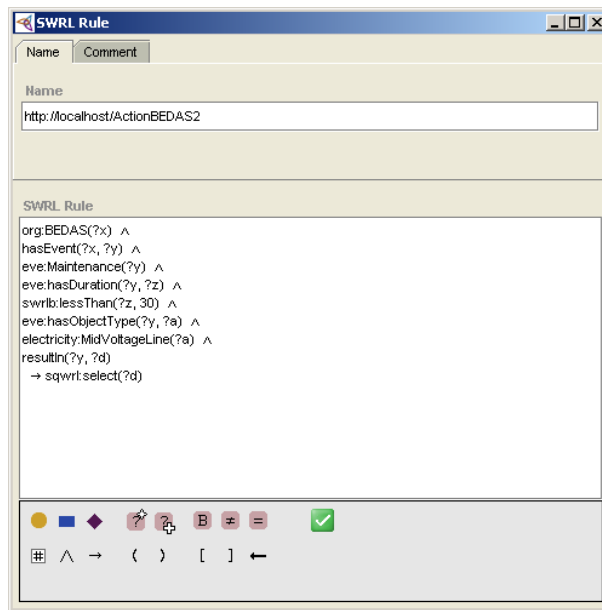 SWRL Rule
Name Comment
Name
http://localhost/ActionBEDAS2
SWRL Rule
org:BEDAS(?x) ∧
hasEvent(?x, ?y) ∧
eve:Maintenance(?y) ∧
eve:hasDuration(?y, ?z) ∧
swrlb:lessThan(?z, 30) ∧
eve:hasObjectType(?y, ?a) ∧
electricity:MidVoltageLine(?a) ∧
resultIn(?y, ?d)
→ sqwrl:select(?d)
? ? B ≠ =
# ∧ → ( ) [ ] ←